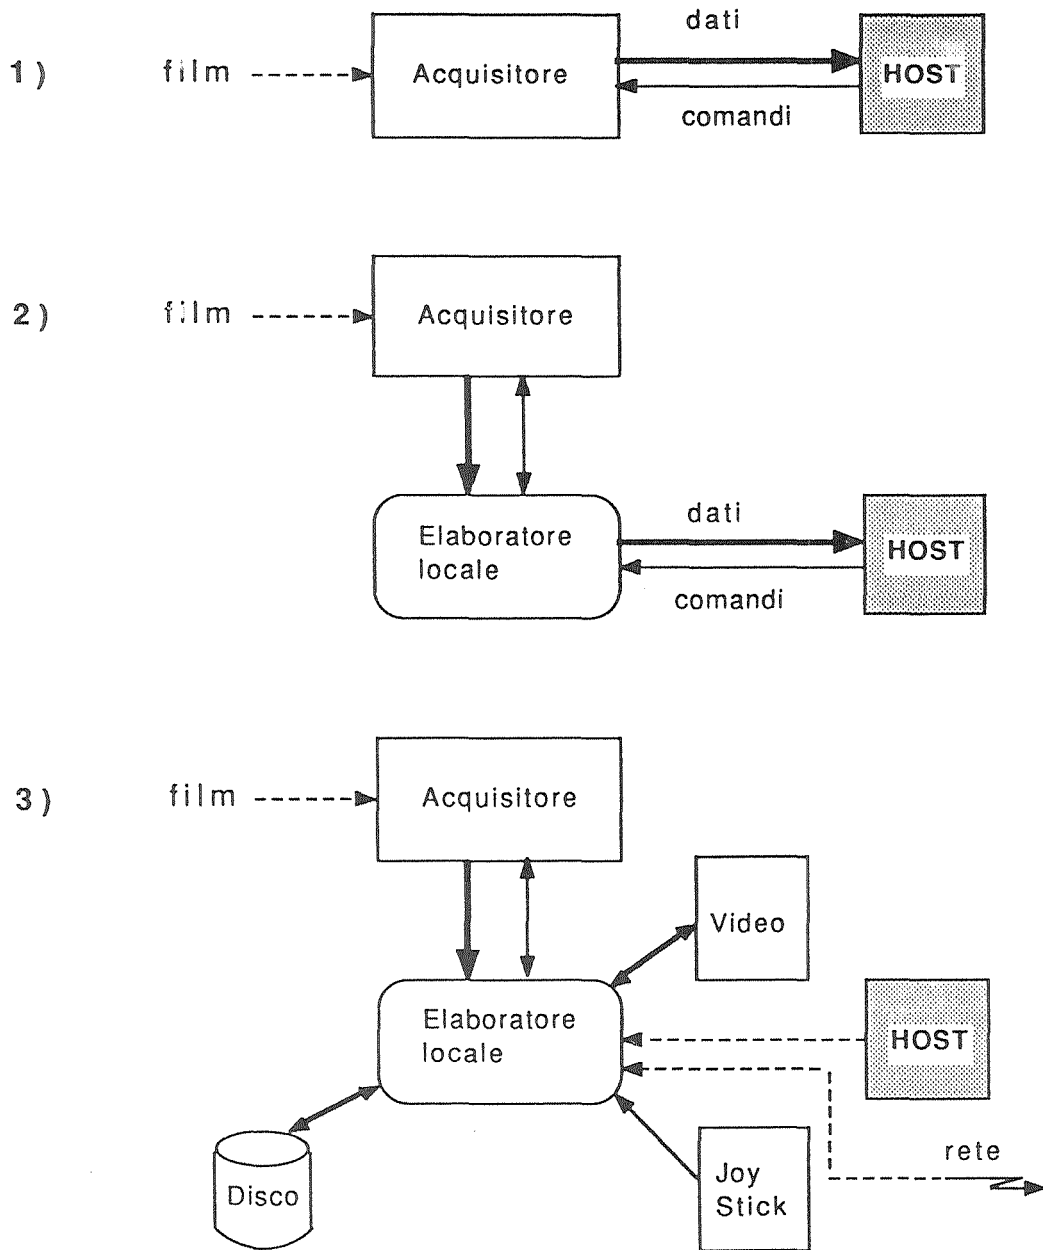 dati
1) film Acquisitore HOST
comandi
2) film Acquisitore
Elaboratore
locale
dati
HOST
comandi
3) film Acquisitore
Video
Elaboratore
locale
HOST
rete
Disco
Joy
Stick